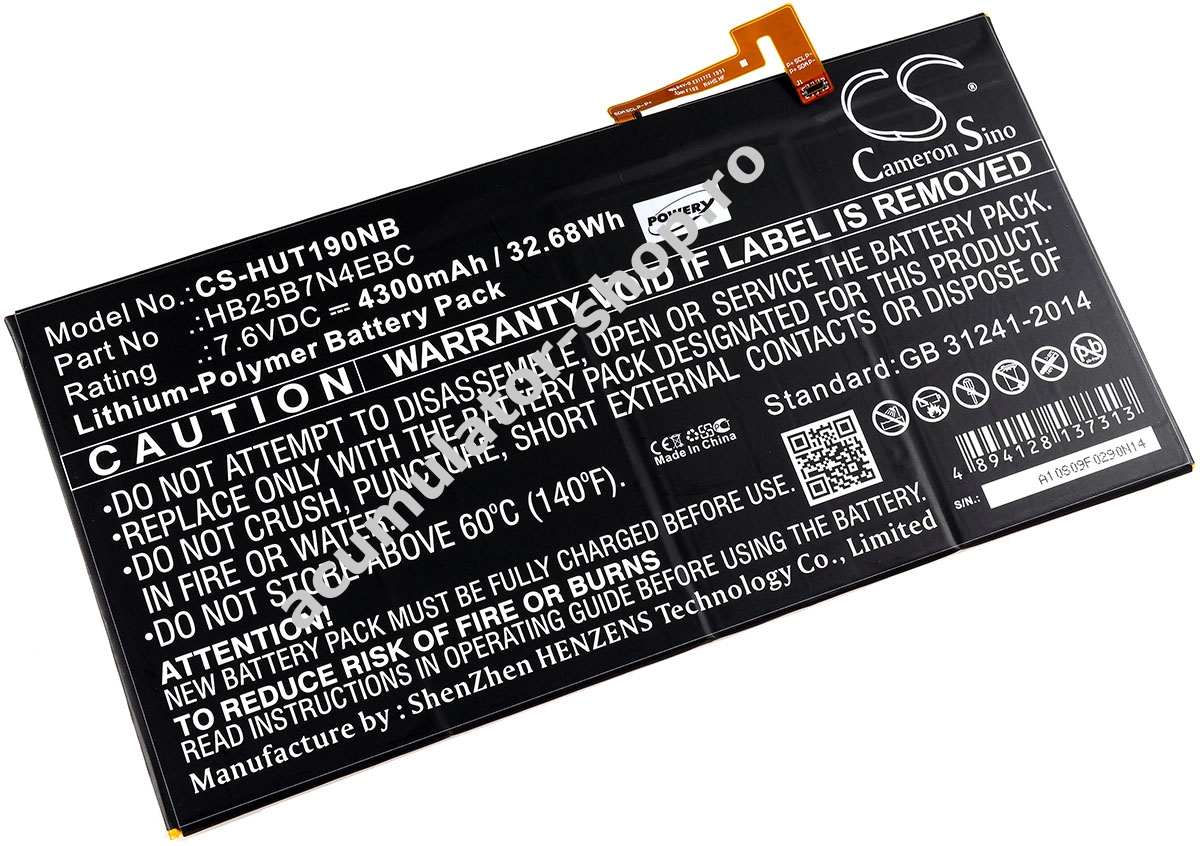 CS
®
Cameron Sino
POWERY
Model No.: CS-HUT190NB
Part No .: HB25B7N4EBC
Rating .: 7.6VDC 4300mAh / 32.68Wh
Lithium-Polymer Battery Pack
CAUTION WARRANTY VOID IF LABEL IS REMOVED
•DO NOT ATTEMPT TO DISASSEMBLE, OPEN OR SERVICE THE BATTERY PACK.
•REPLACE ONLY WITH THE BATTERY PACK DESIGNATED FOR THIS PRODUCT.
•DO NOT CRUSH, PUNCTURE, SHORT EXTERNAL CONTACTS, OR DISPOSE
IN FIRE OR WATER.
•DO NOT STORE ABOVE 60°C (140°F).
Standard:GB 31241-2014
Pb
CE
Made in China
4 894128 137313
S/N.: A10S09F0290N14
ATTENTION!
NEW BATTERY PACK MUST BE FULLY CHARGED BEFORE USE.
TO REDUCE RISK OF FIRE OR BURNS
READ INSTRUCTIONS IN OPERATING GUIDE BEFORE USING THE BATTERY.
Manufacture by : ShenZhen HENZENS Technology Co., Limited
acumulator-shop.ro